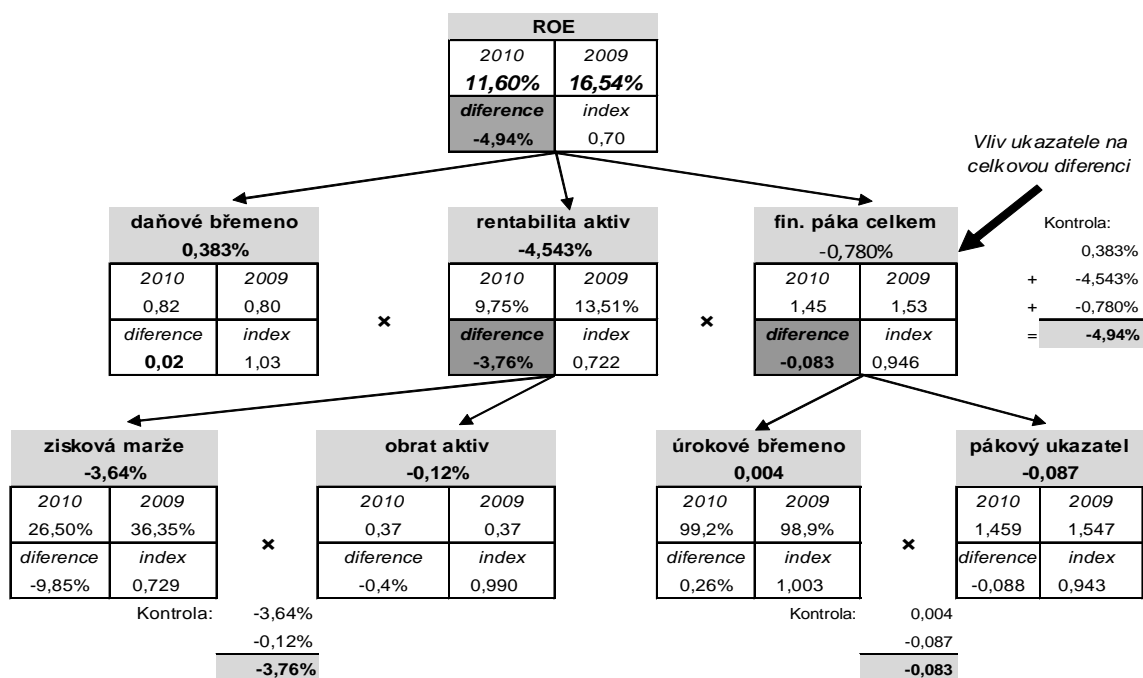 ROE
2010 2009
11,60% 16,54%
diference index
-4,94% 0,70
Vliv ukazatele na
celkovou diferenci
daňové břemeno
0,383%
2010 2009
0,82 0,80
diference index
0,02 1,03
×
rentabilita aktiv
-4,543%
2010 2009
9,75% 13,51%
diference index
-3,76% 0,722
×
fin. páka celkem
-0,780%
2010 2009
1,45 1,53
diference index
-0,083 0,946
Kontrola:
0,383%
+ -4,543%
+ -0,780%
= -4,94%
zisková marže
-3,64%
2010 2009
26,50% 36,35%
diference index
-9,85% 0,729
×
obrat aktiv
-0,12%
2010 2009
0,37 0,37
diference index
-0,4% 0,990
Kontrola: -3,64%
-0,12%
-3,76%
úrokové břemeno
0,004
2010 2009
99,2% 98,9%
diference index
0,26% 1,003
×
pákový ukazatel
-0,087
2010 2009
1,459 1,547
diference index
-0,088 0,943
Kontrola: 0,004
-0,087
-0,083